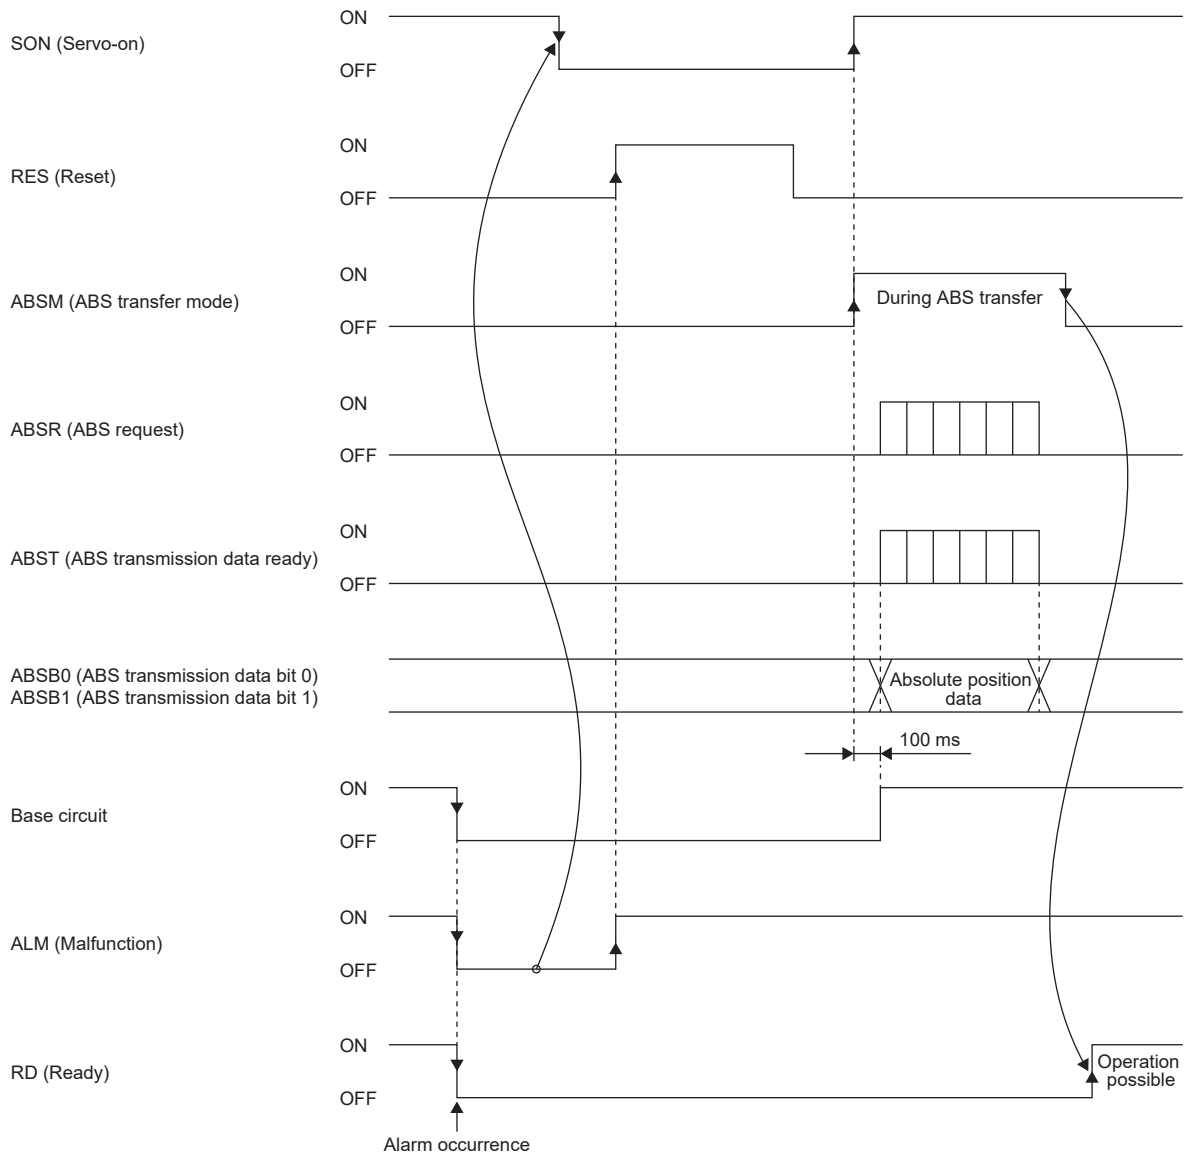 ON
SON (Servo-on)
OFF
ON
RES (Reset)
OFF
ON
ABSM (ABS transfer mode)
During ABS transfer
OFF
ON
ABSR (ABS request)
OFF
ON
ABST (ABS transmission data ready)
OFF
ABSB0 (ABS transmission data bit 0)
ABSB1 (ABS transmission data bit 1)
Absolute position
data
100 ms
ON
Base circuit
OFF
ON
ALM (Malfunction)
OFF
ON
RD (Ready)
Operation
possible
OFF
Alarm occurrence